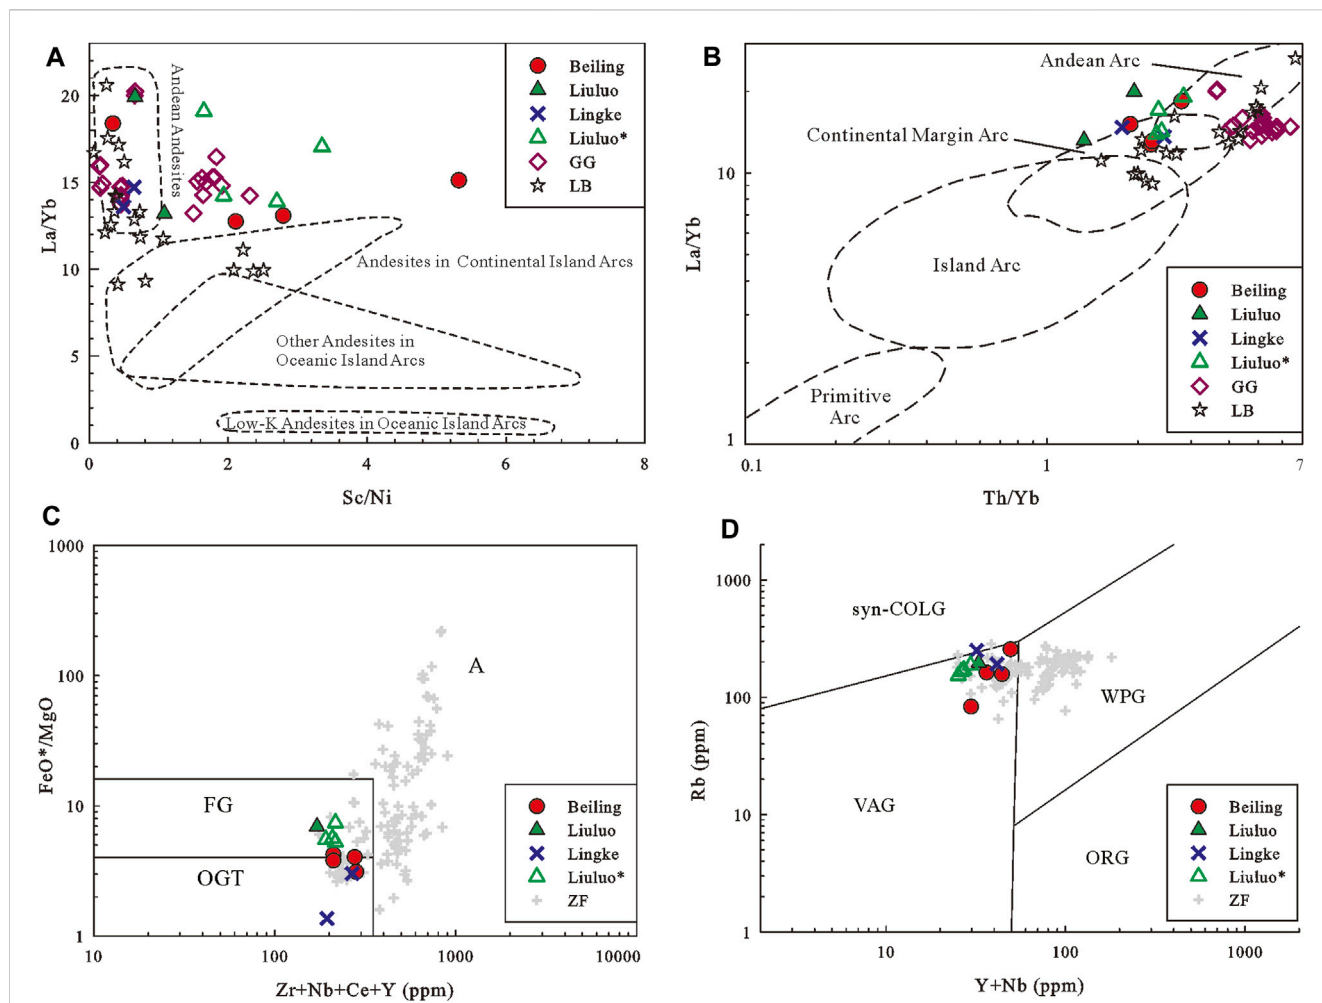 A
20
15
10
5
0
La/Yb
0
2
4
6
8
Sc/Ni
Andean Andesites
Andesites in Continental Island Arcs
Other Andesites in
Oceanic Island Arcs
Low-K Andesites in Oceanic Island Arcs
Beiling
Liuluo
Lingke
Liuluo*
GG
LB
B
10
1
La/Yb
0.1
1
7
Th/Yb
Andean Arc
Continental Margin Arc
Island Arc
Primitive
Arc
Beiling
Liuluo
Lingke
Liuluo*
GG
LB
C
1000
100
10
1
FeO*/MgO
10
100
1000
10000
Zr+Nb+Ce+Y (ppm)
A
FG
OGT
Beiling
Liuluo
Lingke
Liuluo*
ZF
D
1000
100
10
1
Rb (ppm)
10
100
1000
Y+Nb (ppm)
syn-COLG
WPG
VAG
ORG
Beiling
Liuluo
Lingke
Liuluo*
ZF